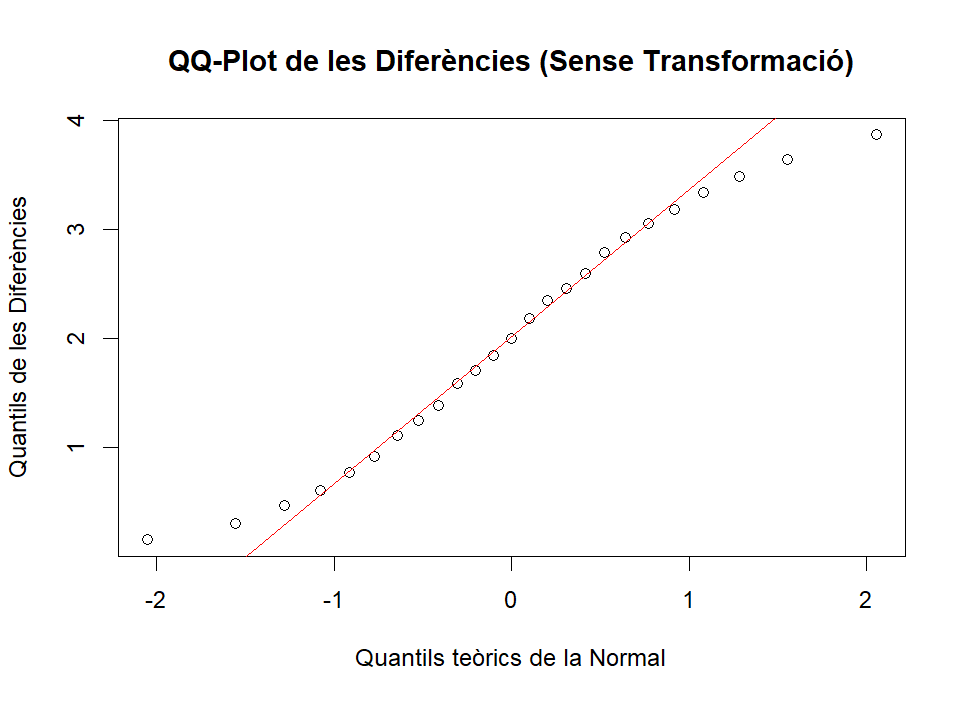 QQ-Plot de les Diferències (Sense Transformació)
Quantils de les Diferències
4
3
2
1
-2 -1 0 1 2
Quantils teòrics de la Normal